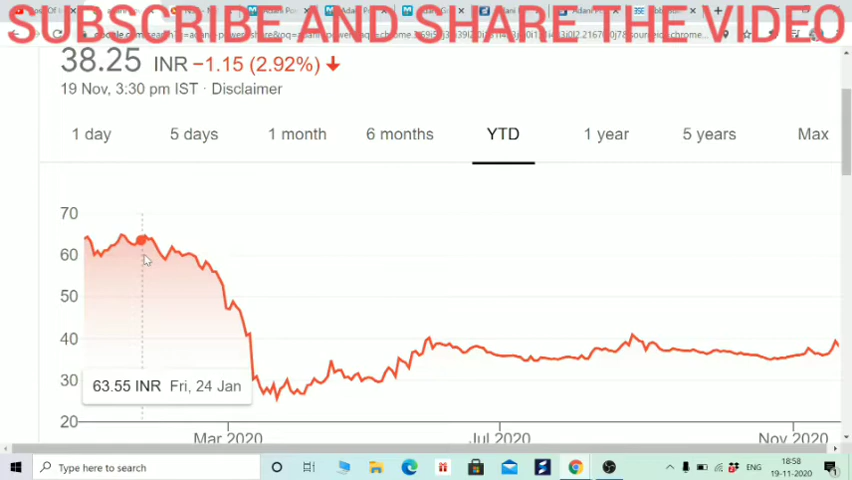 SUBSCRIBE AND SHARE THE VIDEO
38.25 INR −1.15 (2.92%)
19 Nov, 3:30 pm IST · Disclaimer
1 day 5 days 1 month 6 months YTD 1 year 5 years Max
70
60
50
40
30
63.55 INR Fri, 24 Jan
20
Mar 2020 Jul 2020 Nov 2020
Type here to search
ENG
18:58
19-11-2020